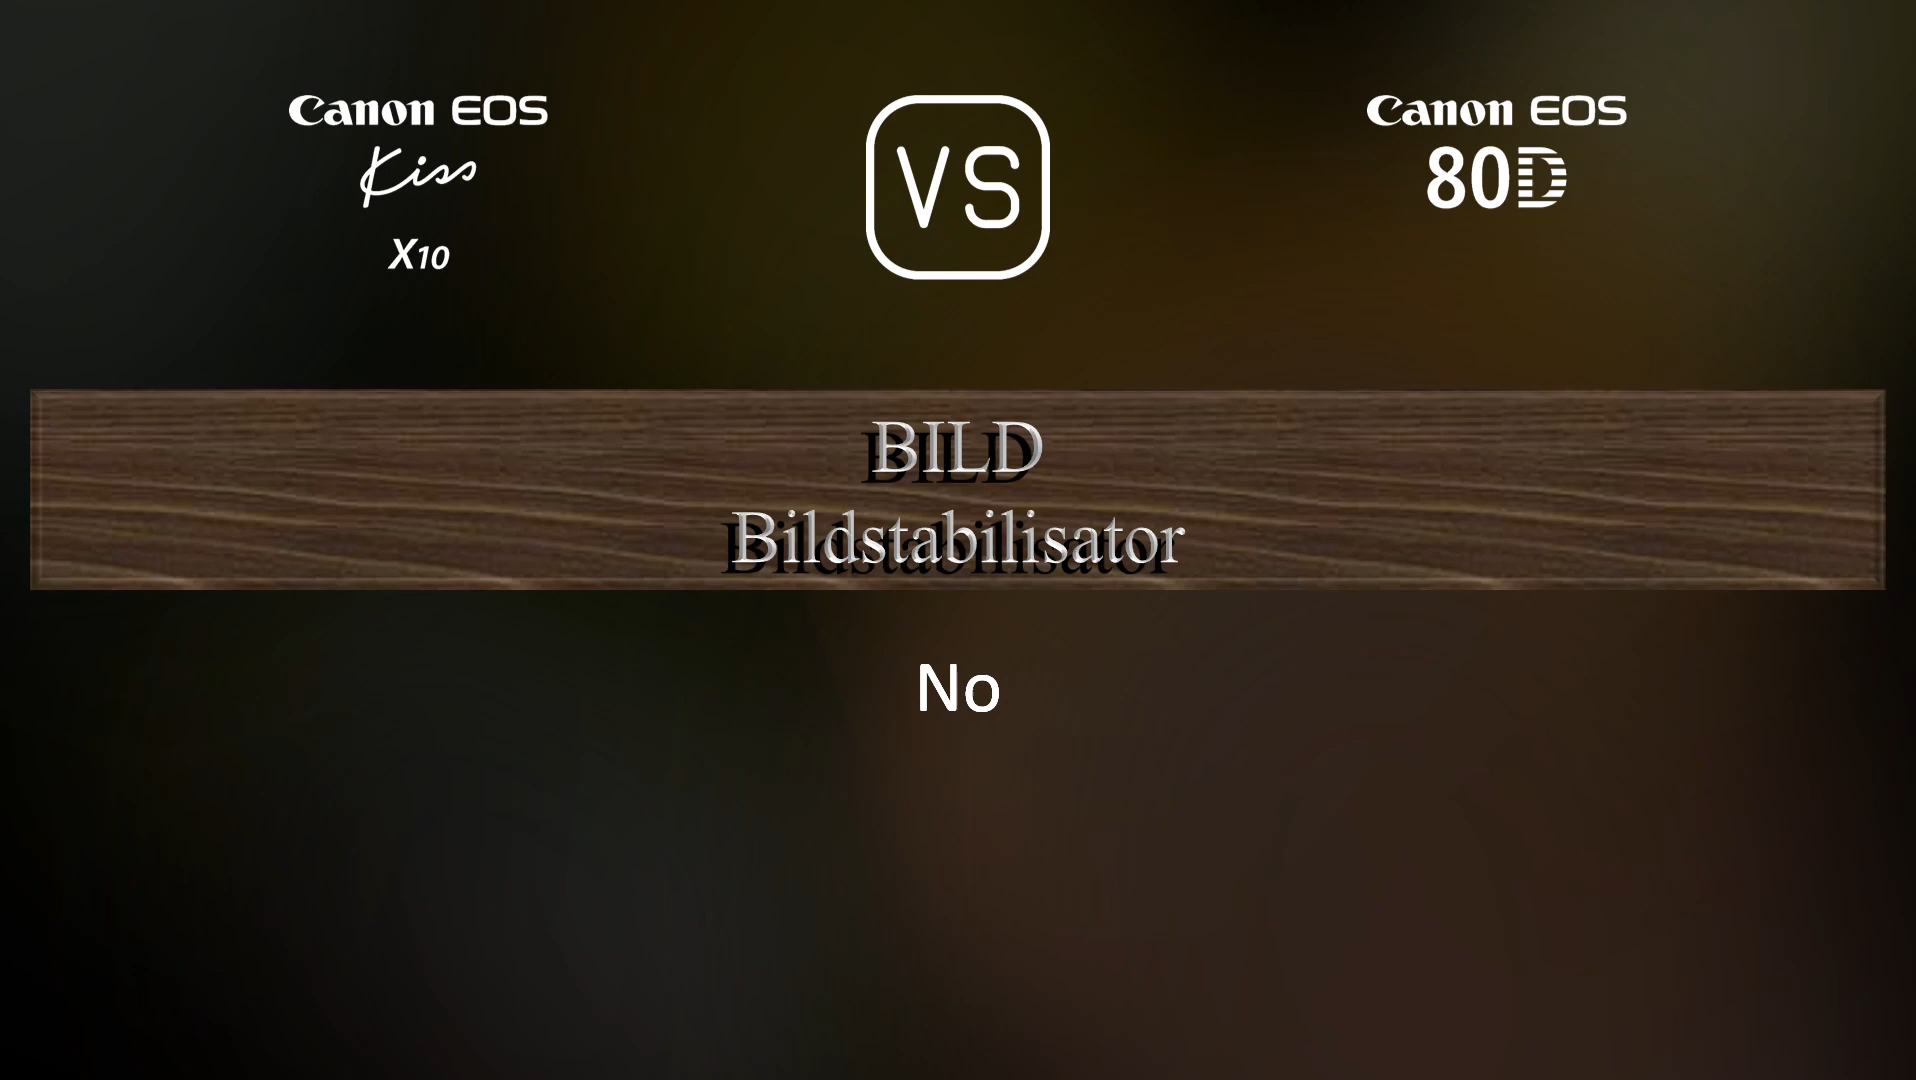 Canon EOS
Kiss
X10
VS
Canon EOS
80D
BILD
Bildstabilisator
No